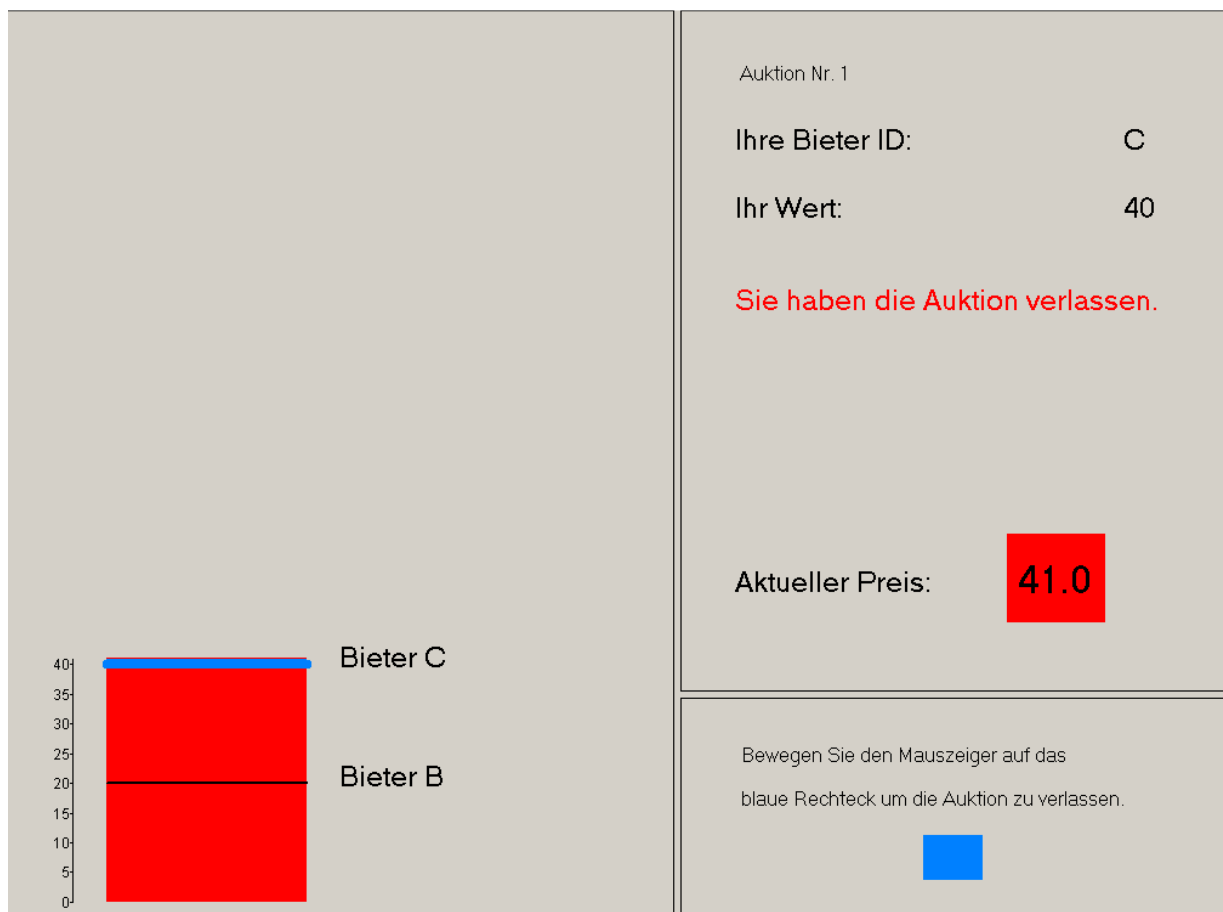 Auktion Nr. 1
Ihre Bieter ID: C
Ihr Wert: 40
Sie haben die Auktion verlassen.
Aktueller Preis: 41.0
Bieter C
Bieter B
40
35
30
25
20
15
10
5
0
Bewegen Sie den Mauszeiger auf das
blaue Rechteck um die Auktion zu verlassen.